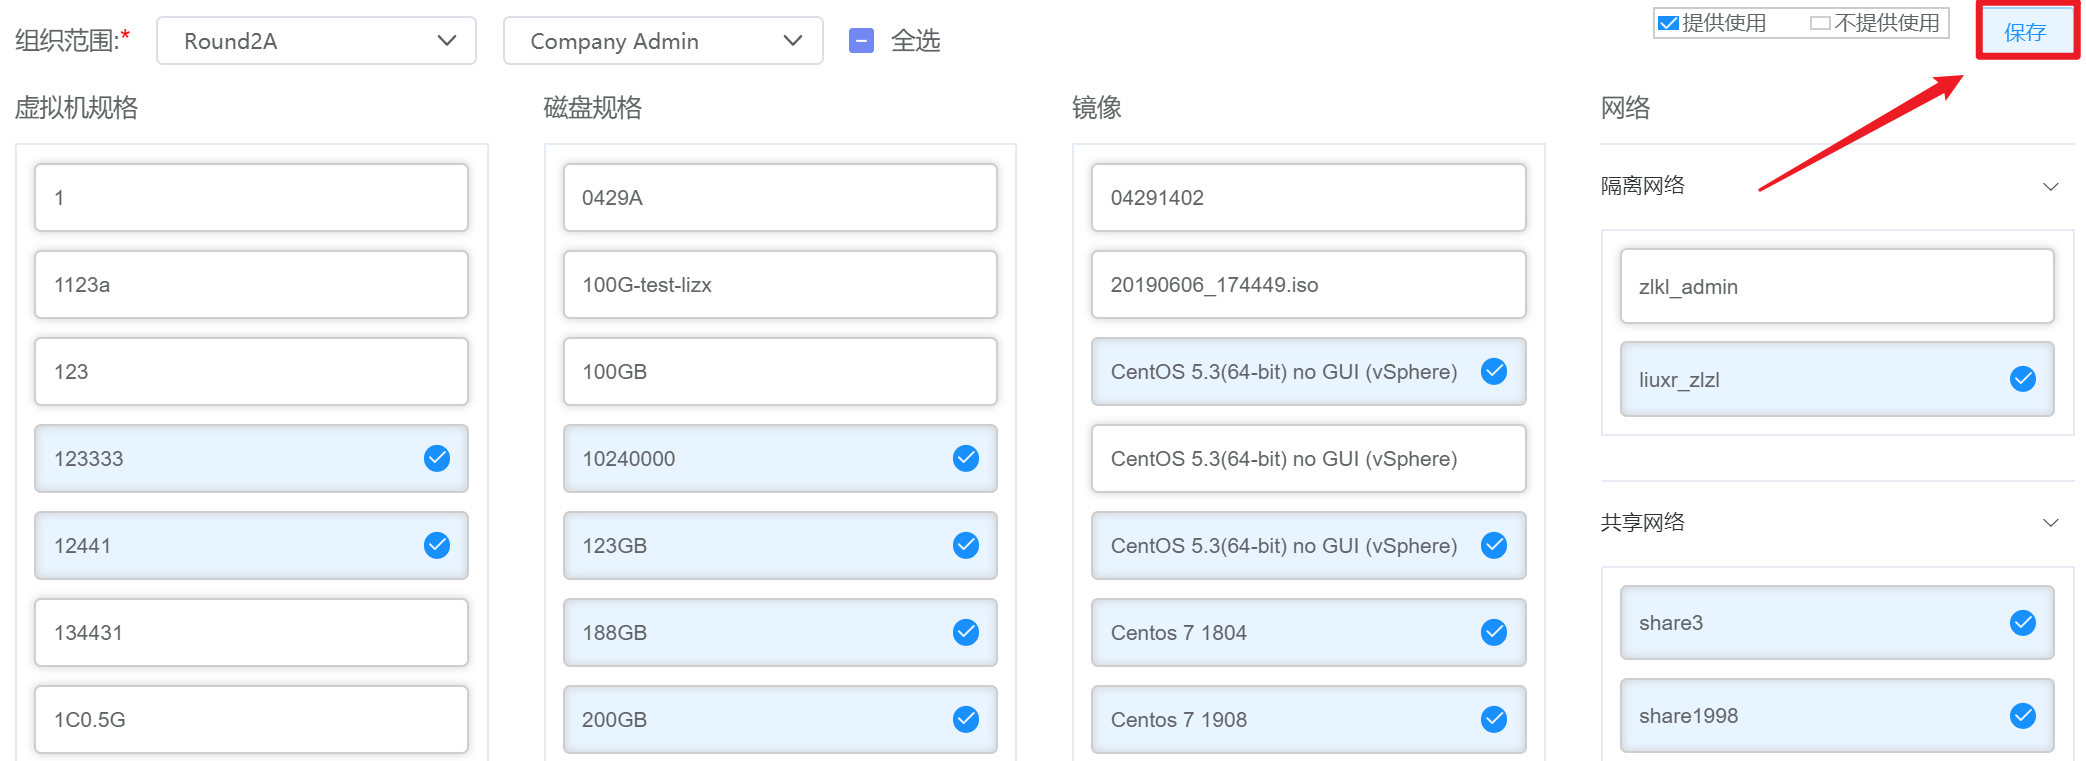 组织范围:*
Round2A
Company Admin
全选
提供使用
不提供使用
保存
虚拟机规格
1
1123a
123
123333
12441
134431
1C0.5G
磁盘规格
0429A
100G-test-lizx
100GB
10240000
123GB
188GB
200GB
镜像
04291402
20190606_174449.iso
CentOS 5.3(64-bit) no GUI (vSphere)
CentOS 5.3(64-bit) no GUI (vSphere)
CentOS 5.3(64-bit) no GUI (vSphere)
Centos 7 1804
Centos 7 1908
网络
隔离网络
zlkl_admin
liuxr_zlzl
共享网络
share3
share1998